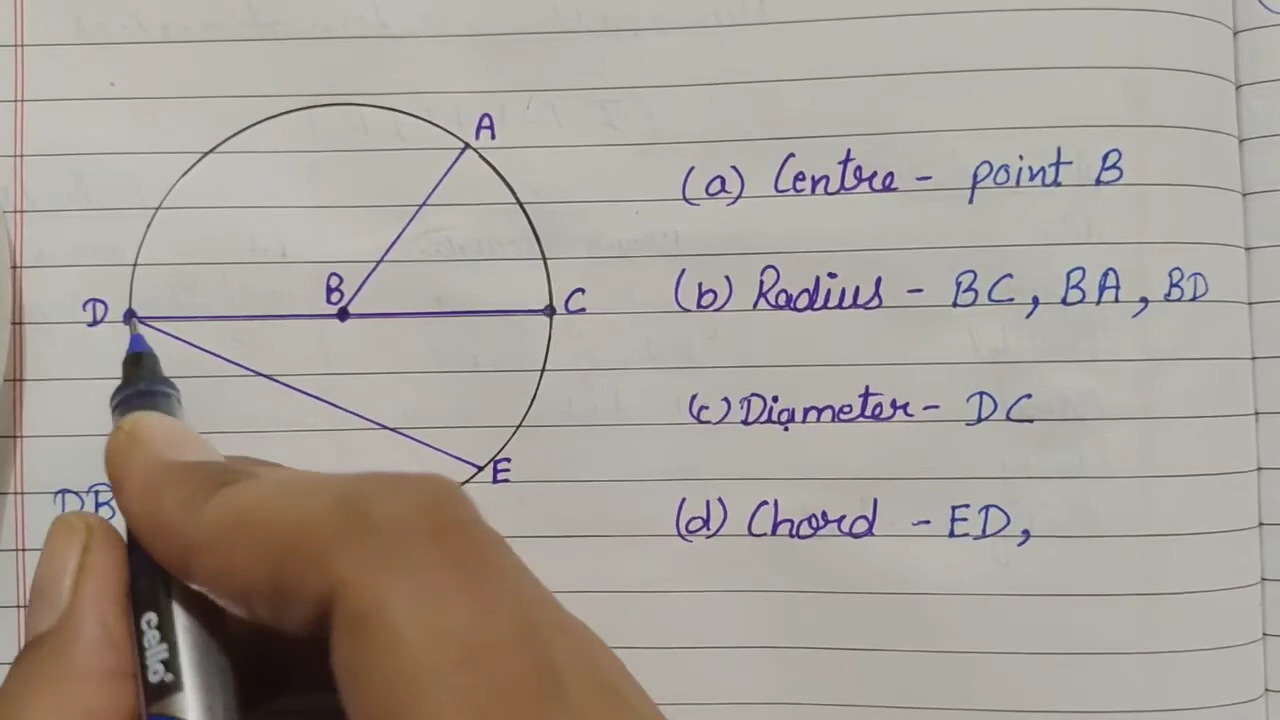 A
(a) Centre - point B
B
(b) Radius - BC, BA, BD
D
C
(c) Diameter - DC
E
DB
(d) Chord - ED,
cello